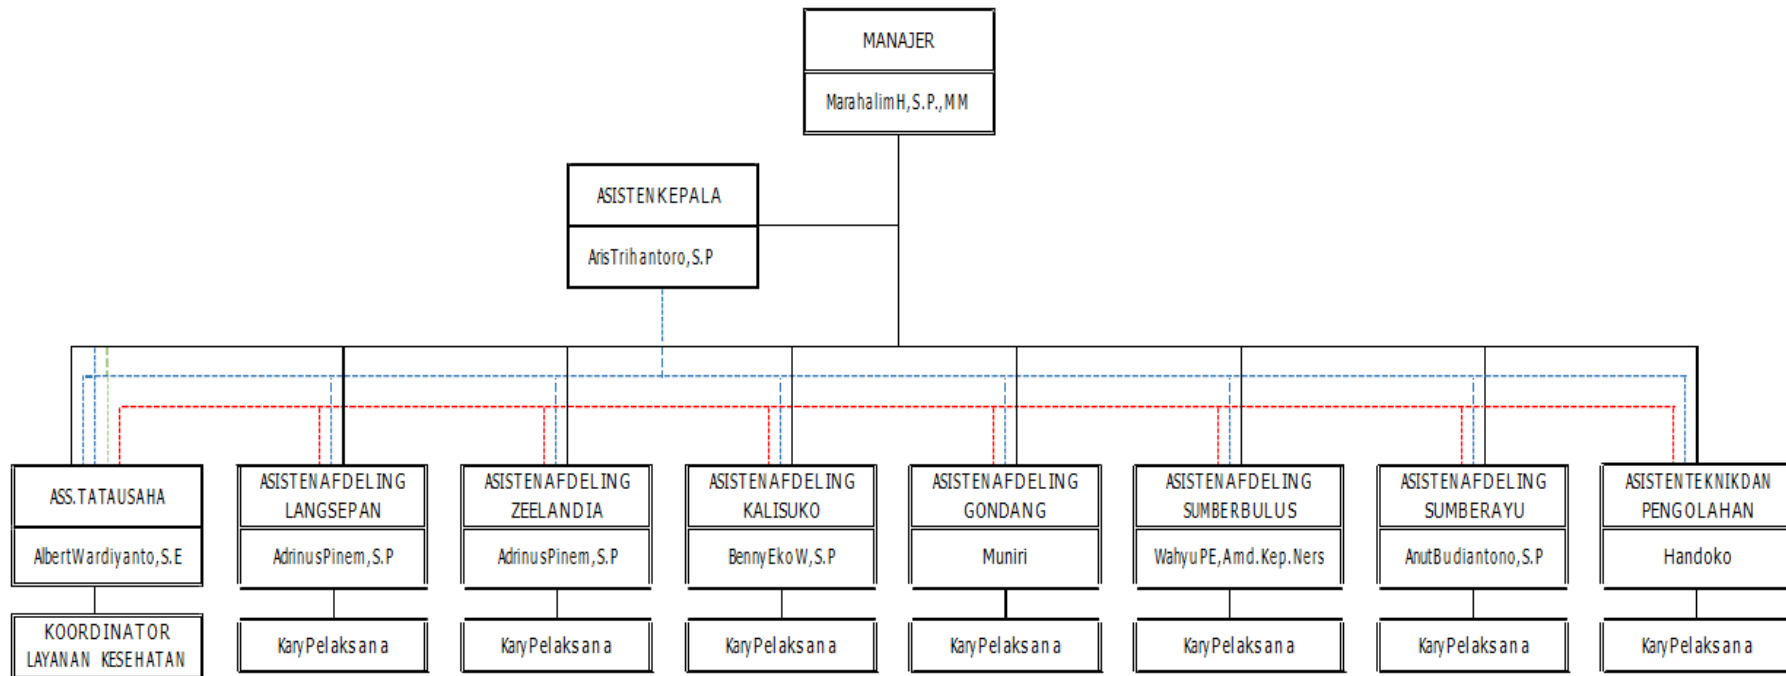 MANAJER
MarahalimH,S.P.,MM
ASISTENKEPALA
ArisTrihantoro,S.P
ASS.TATAUSAHA
AlbertWardiyanto,S.E
KOORDINATOR
LAYANAN KESEHATAN
ASISTENAFDELING
LANGSEPAN
AdrinusPinem,S.P
KaryPelaksana
ASISTENAFDELING
ZEELANDIA
AdrinusPinem,S.P
KaryPelaksana
ASISTENAFDELING
KALISUKO
BennyEkoW,S.P
KaryPelaksana
ASISTENAFDELING
GONDANG
Muniri
KaryPelaksana
ASISTENAFDELING
SUMBERBULUS
WahyuPE,Amd.Kep.Ners
KaryPelaksana
ASISTENAFDELING
SUMBERAYU
AnutBudiantono,S.P
KaryPelaksana
ASISTENTEKNIKDAN
PENGOLAHAN
Handoko
KaryPelaksana